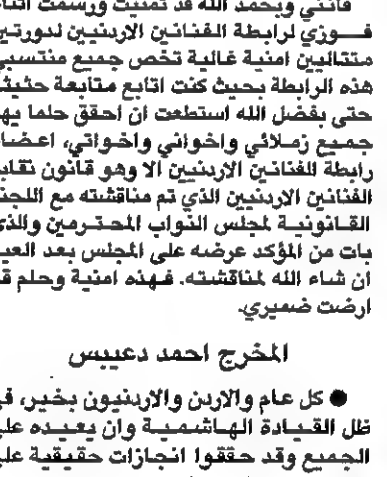 فانني وبحمد الله قد تمنيت ورسمت اثناء
فـوزي لرابطة الفنانين الاردنيين لدورتين
متتاليين امنية غالية تخص جميع منتسبي
هذه الرابطة بحيث كنت اتابع متابعة حثيثة
حتى بفضل الله استطعت ان احقق حلما يهم
جميع زملائي واخواني واخواتي، اعضاء
رابطة الفنانين الاردنيين الا وهو قانون نقابة
الفنانين الاردنيين الذي تم مناقشته مع اللجنة
القانونية لمجلس النواب المحترمين والذي
بات من المؤكد عرضه على المجلس بعد العيد
ان شاء الله لمناقشته. فهذه امنية وحلم قد
ارضت ضميري.
المخرج احمد دعيبس
● كل عام والاردن والاردنيون بخير، في
ظل القيادة الهاشمية وان يعيده على
الجميع وقد حققوا انجازات حقيقية على